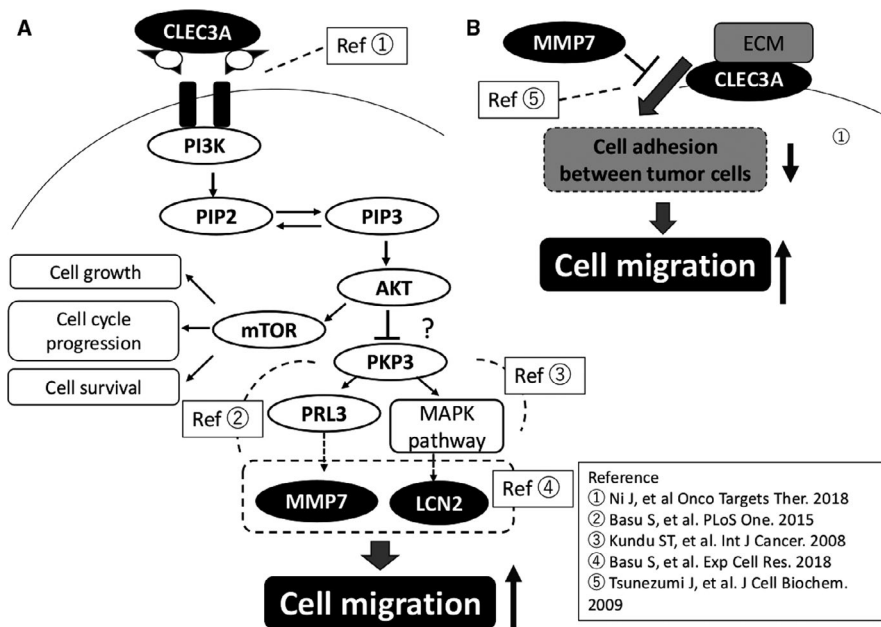 A
CLEC3A
Ref ①
PI3K
PIP2
PIP3
Cell growth
AKT
Cell cycle
progression
mTOR
?
Cell survival
PKP3
Ref ③
Ref ②
PRL3
MAPK
pathway
Ref ④
MMP7
LCN2
Cell migration
B
MMP7
ECM
CLEC3A
Ref ⑤
①
Cell adhesion
between tumor cells
Cell migration
Reference
① Ni J, et al Onco Targets Ther. 2018
② Basu S, et al. PLoS One. 2015
③ Kundu ST, et al. Int J Cancer. 2008
④ Basu S, et al. Exp Cell Res. 2018
⑤ Tsunezumi J, et al. J Cell Biochem.
2009